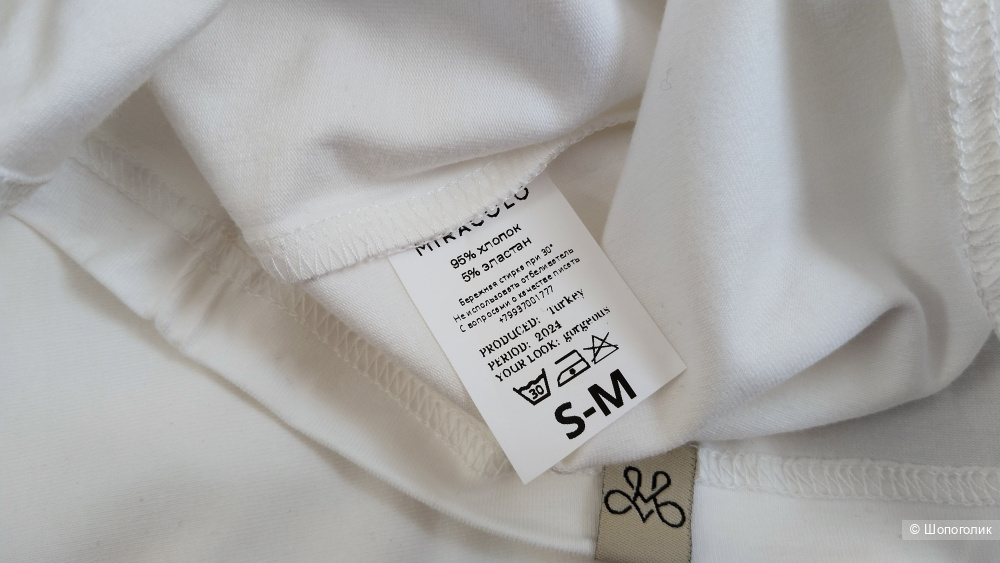 MIRACOLO
95% хлопок
5% эластан
Бережная стирка при 30°
Не использовать отбеливатель
С вопросами о качестве писать
+79937001777
PRODUCED: Turkey
PERIOD: 2024
YOUR LOOK: gorgeous
30
S-M
© Шопоголик